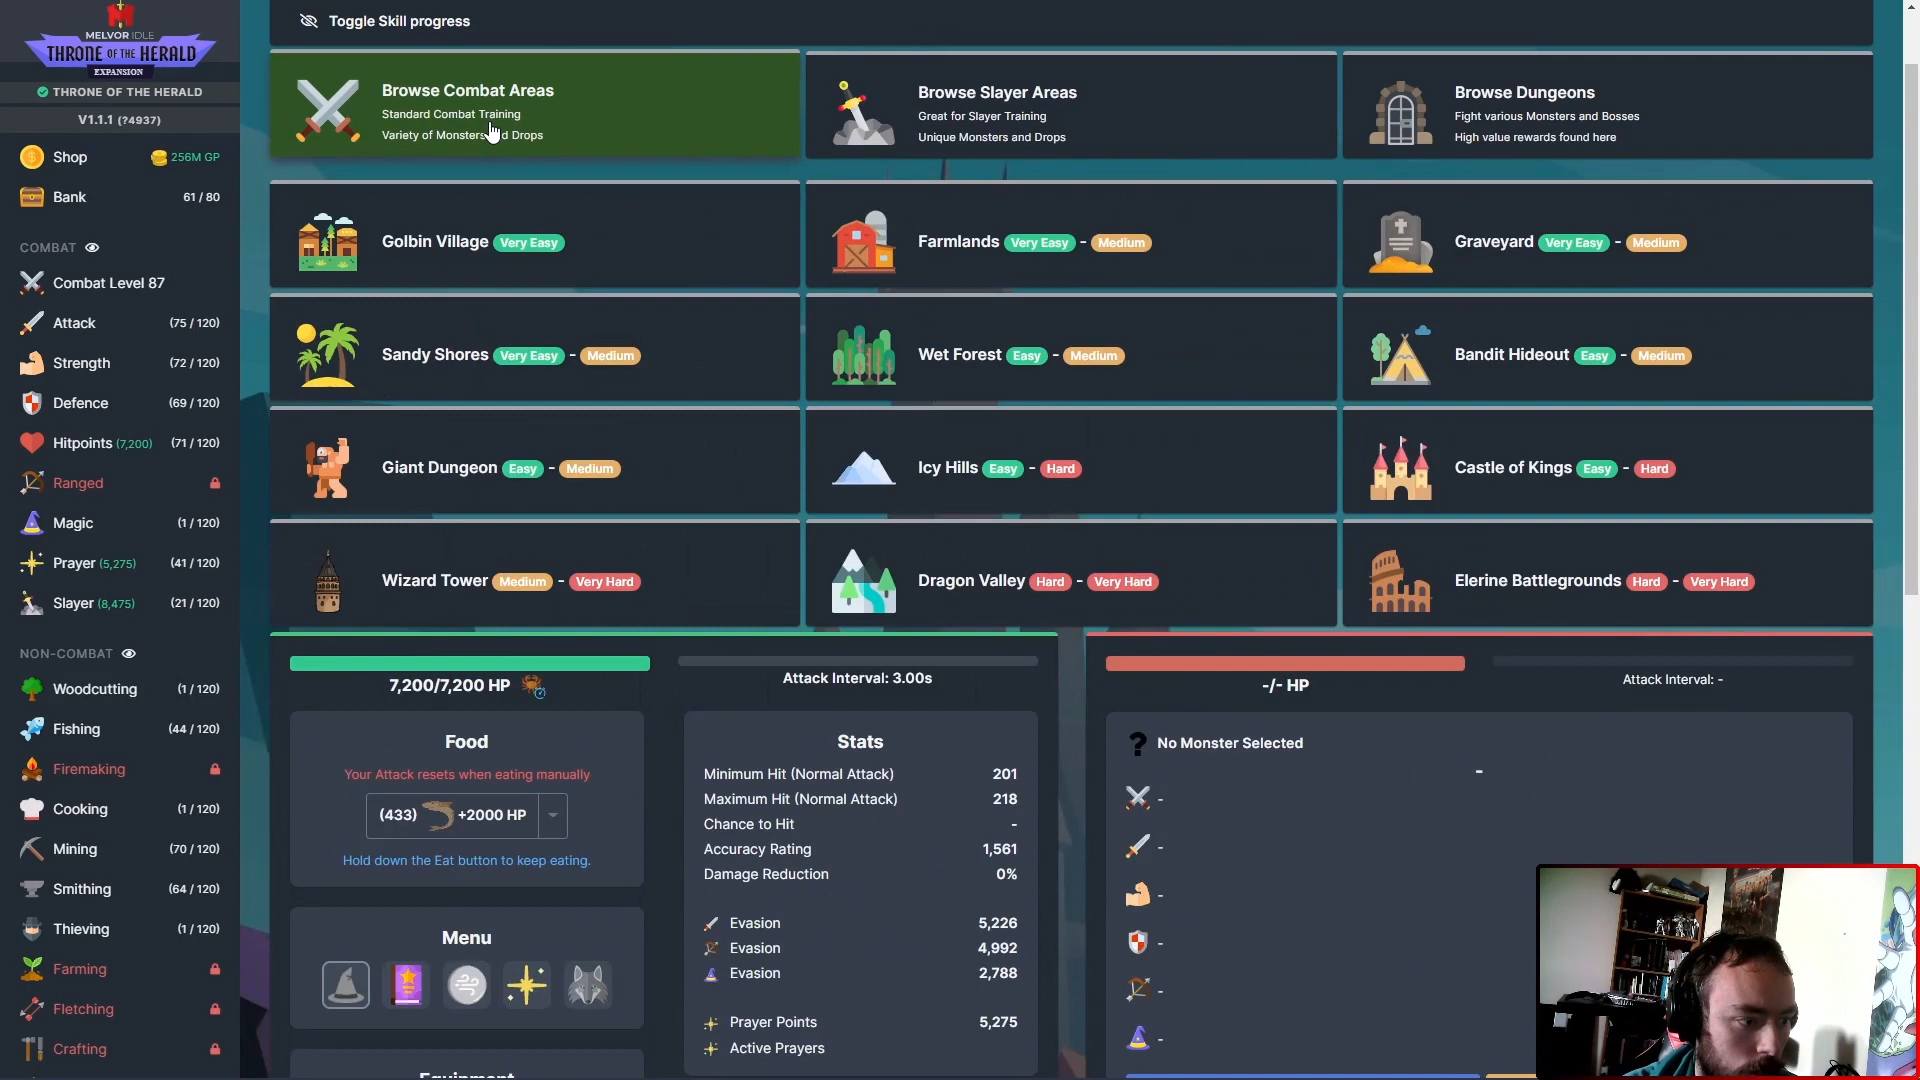 MELVOR IDLE
THRONE OF THE HERALD
EXPANSION
THRONE OF THE HERALD
V1.1.1 (?4937)
Shop 256M GP
Bank 61 / 80
COMBAT
Combat Level 87
Attack (75 / 120)
Strength (72 / 120)
Defence (69 / 120)
Hitpoints (7,200) (71 / 120)
Ranged
Magic (1 / 120)
Prayer (5,275) (41 / 120)
Slayer (8,475) (21 / 120)
NON-COMBAT
Woodcutting (1 / 120)
Fishing (44 / 120)
Firemaking
Cooking (1 / 120)
Mining (70 / 120)
Smithing (64 / 120)
Thieving (1 / 120)
Farming
Fletching
Crafting
Toggle Skill progress
Browse Combat Areas
Standard Combat Training
Variety of Monsters Drops
Browse Slayer Areas
Great for Slayer Training
Unique Monsters and Drops
Browse Dungeons
Fight various Monsters and Bosses
High value rewards found here
Golbin Village Very Easy
Farmlands Very Easy - Medium
Graveyard Very Easy - Medium
Sandy Shores Very Easy - Medium
Wet Forest Easy - Medium
Bandit Hideout Easy - Medium
Giant Dungeon Easy - Medium
Icy Hills Easy - Hard
Castle of Kings Easy - Hard
Wizard Tower Medium - Very Hard
Dragon Valley Hard - Very Hard
Elerine Battlegrounds Hard - Very Hard
7,200/7,200 HP
Attack Interval: 3.00s
Food
Your Attack resets when eating manually
(433) +2000 HP
Hold down the Eat button to keep eating.
Menu
Equipment
Stats
Minimum Hit (Normal Attack) 201
Maximum Hit (Normal Attack) 218
Chance to Hit -
Accuracy Rating 1,561
Damage Reduction 0%
Evasion 5,226
Evasion 4,992
Evasion 2,788
Prayer Points 5,275
Active Prayers
-/- HP
Attack Interval: -
? No Monster Selected
-
-
-
-
-
-
-